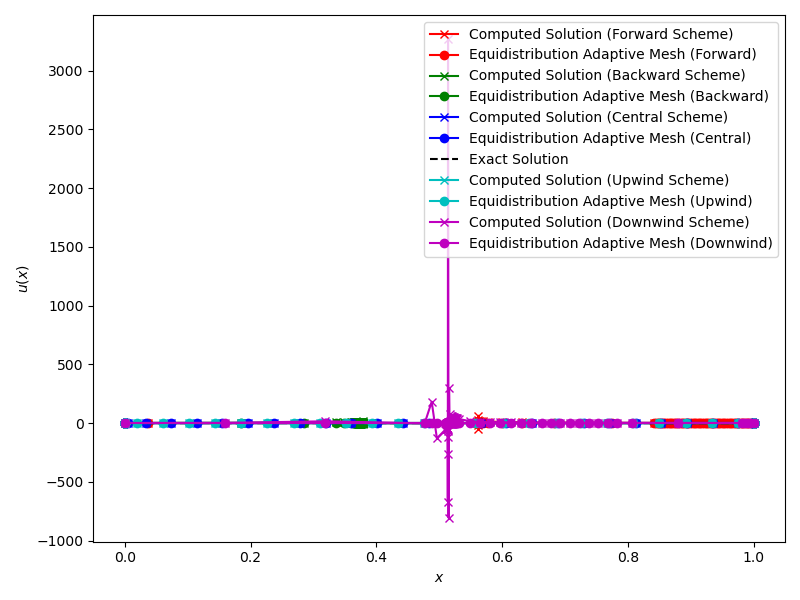 Computed Solution (Forward Scheme)
Equidistribution Adaptive Mesh (Forward)
Computed Solution (Backward Scheme)
Equidistribution Adaptive Mesh (Backward)
Computed Solution (Central Scheme)
Equidistribution Adaptive Mesh (Central)
Exact Solution
Computed Solution (Upwind Scheme)
Equidistribution Adaptive Mesh (Upwind)
Computed Solution (Downwind Scheme)
Equidistribution Adaptive Mesh (Downwind)
3000
2500
2000
1500
1000
500
0
−500
−1000
u(x)
0.0 0.2 0.4 0.6 0.8 1.0
x